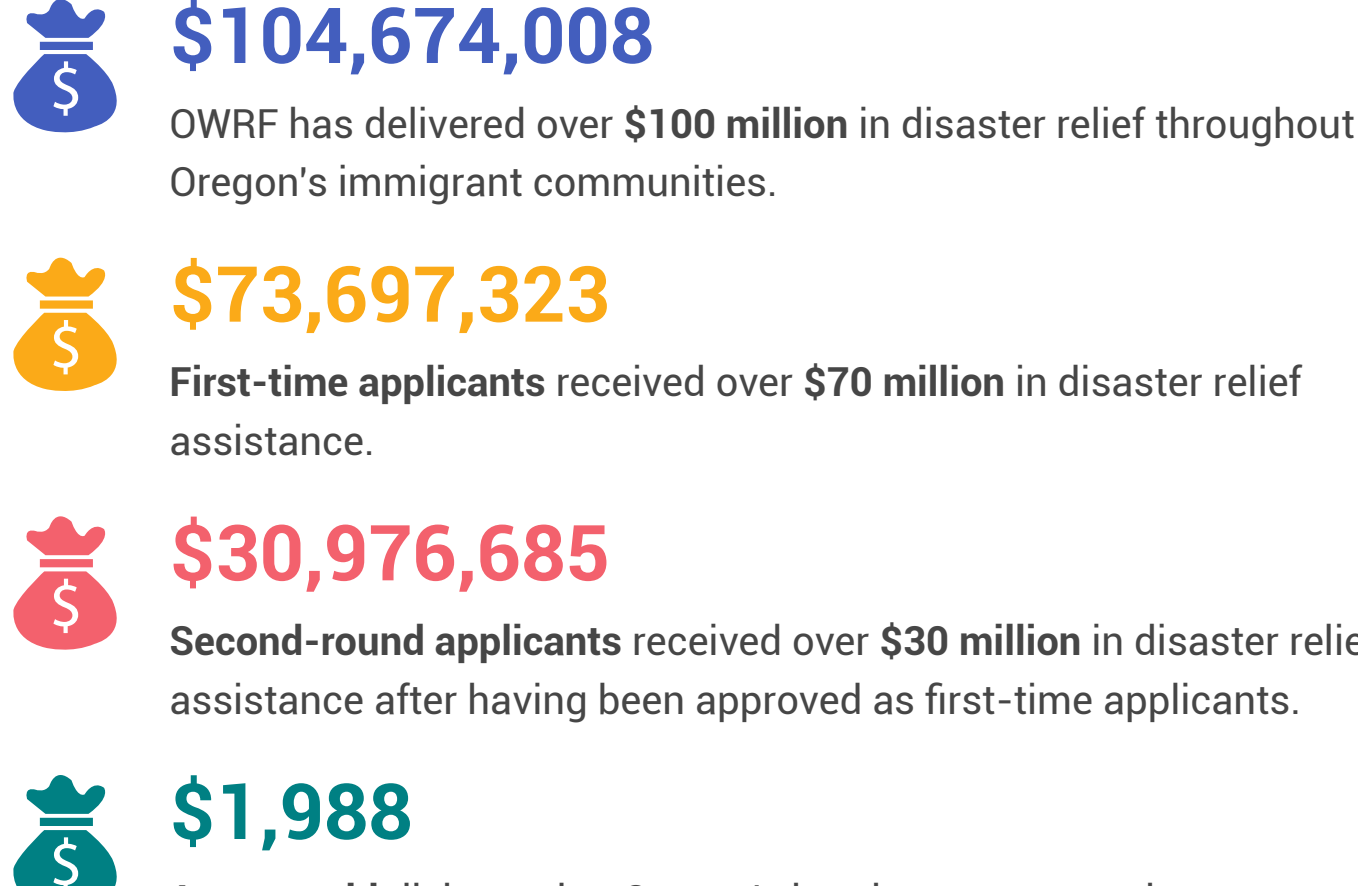 $104,674,008
OWRF has delivered over $100 million in disaster relief throughout
Oregon's immigrant communities.
$73,697,323
First-time applicants received over $70 million in disaster relief
assistance.
$30,976,685
Second-round applicants received over $30 million in disaster
assistance after having been approved as first-time applicants.
$1,988